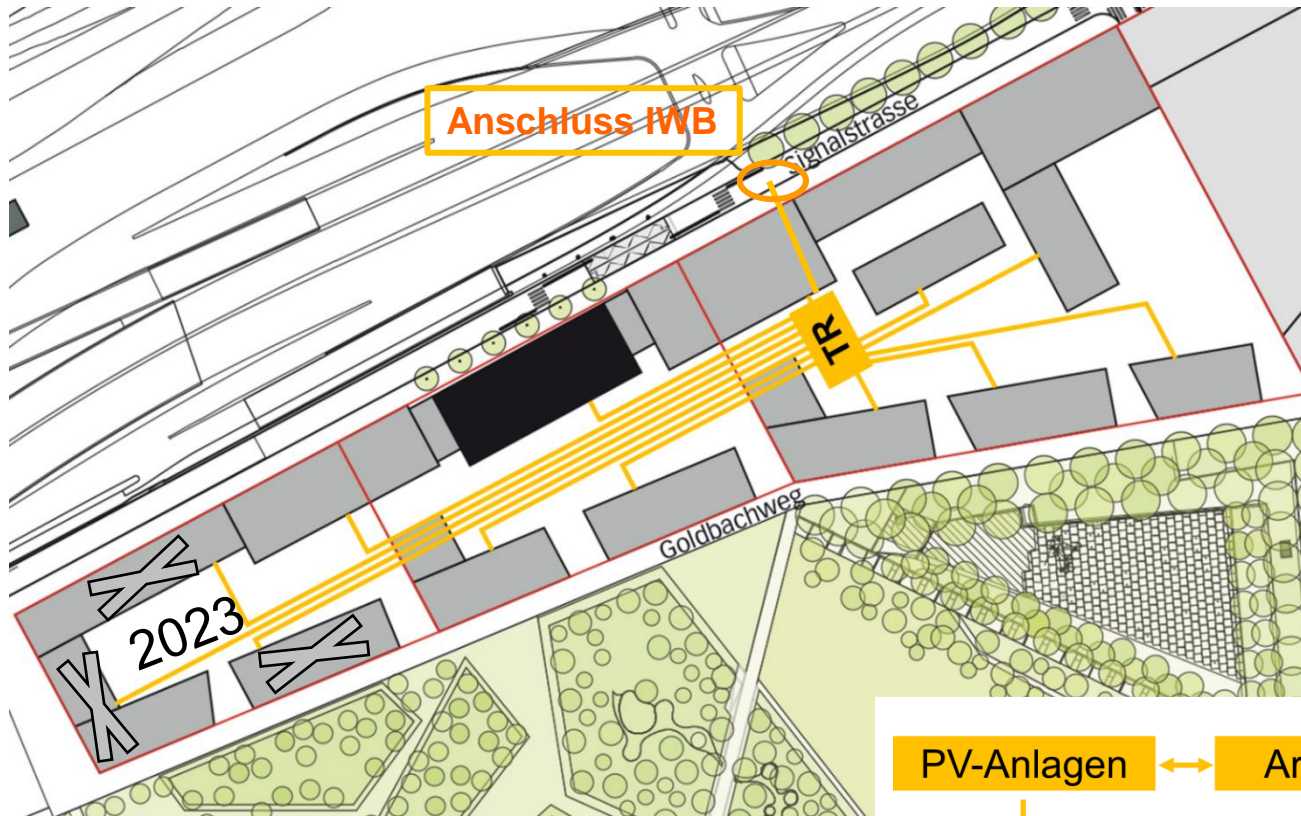 Anschluss IWB
Signalstrasse
TR
Goldbachweg
2023
PV-Anlagen